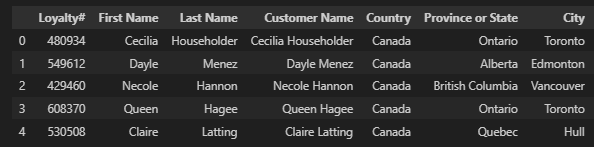 Loyalty# First Name Last Name Customer Name Country Province or State City
0 480934 Cecilia Householder Cecilia Householder Canada Ontario Toronto
1 549612 Dayle Menez Dayle Menez Canada Alberta Edmonton
2 429460 Necole Hannon Necole Hannon Canada British Columbia Vancouver
3 608370 Queen Hagee Queen Hagee Canada Ontario Toronto
4 530508 Claire Latting Claire Latting Canada Quebec Hull